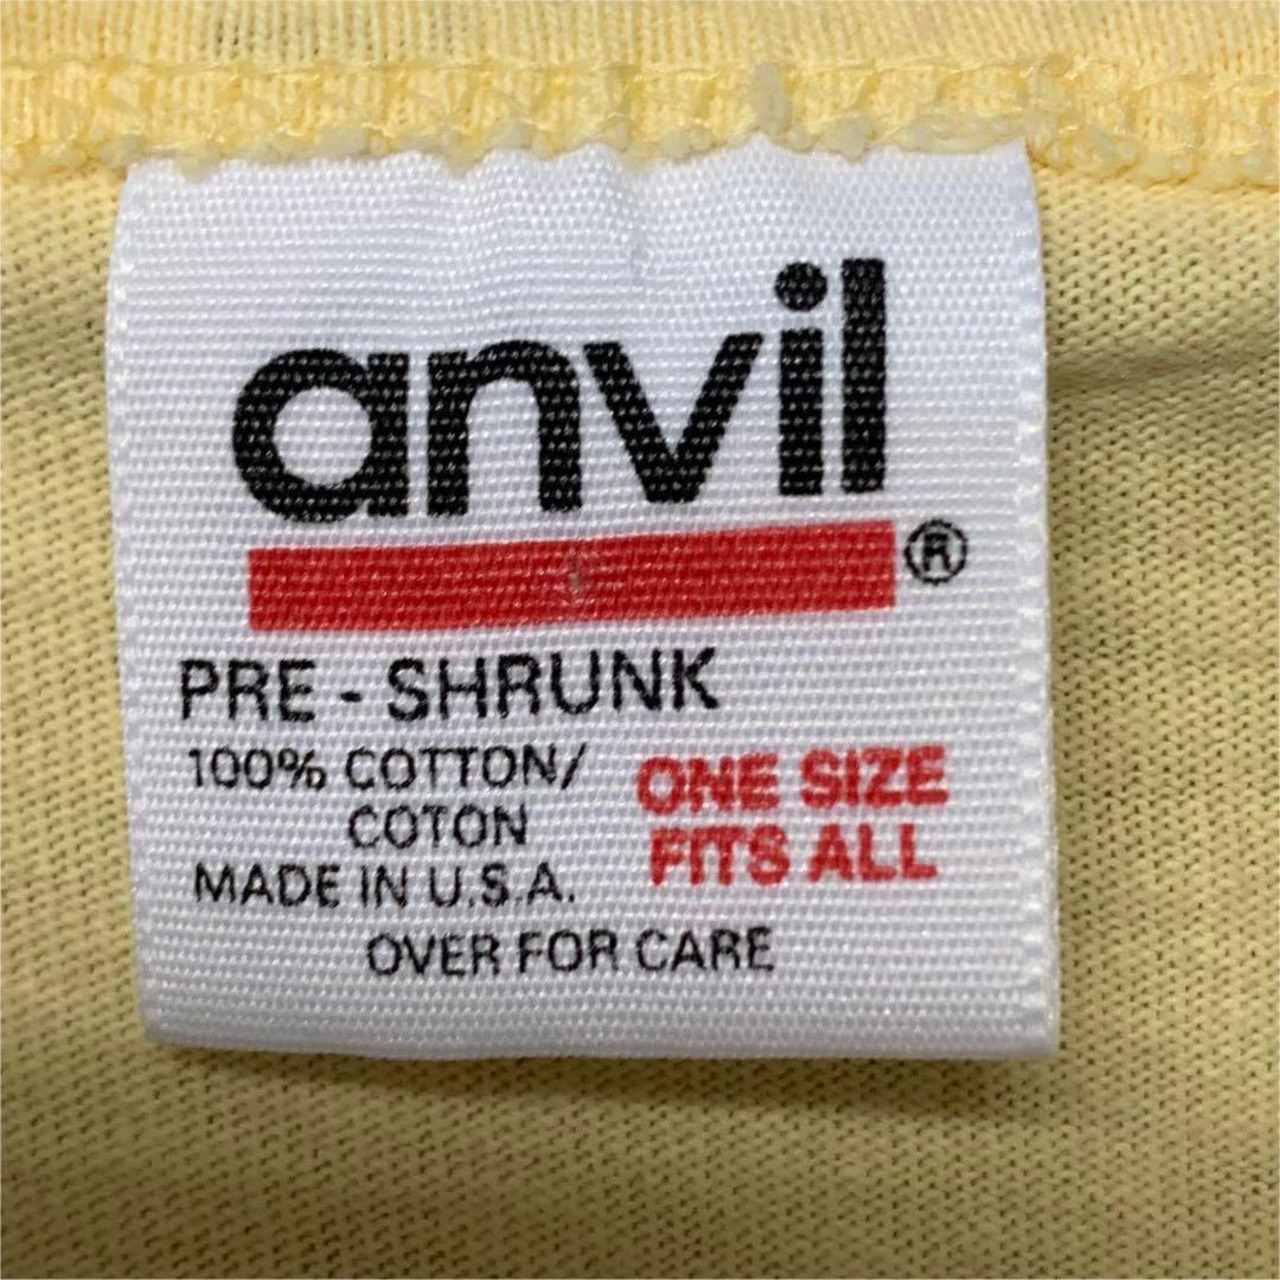 anvil®
PRE - SHRUNK
100% COTTON/
COTON
MADE IN U.S.A.
ONE SIZE
FITS ALL
OVER FOR CARE